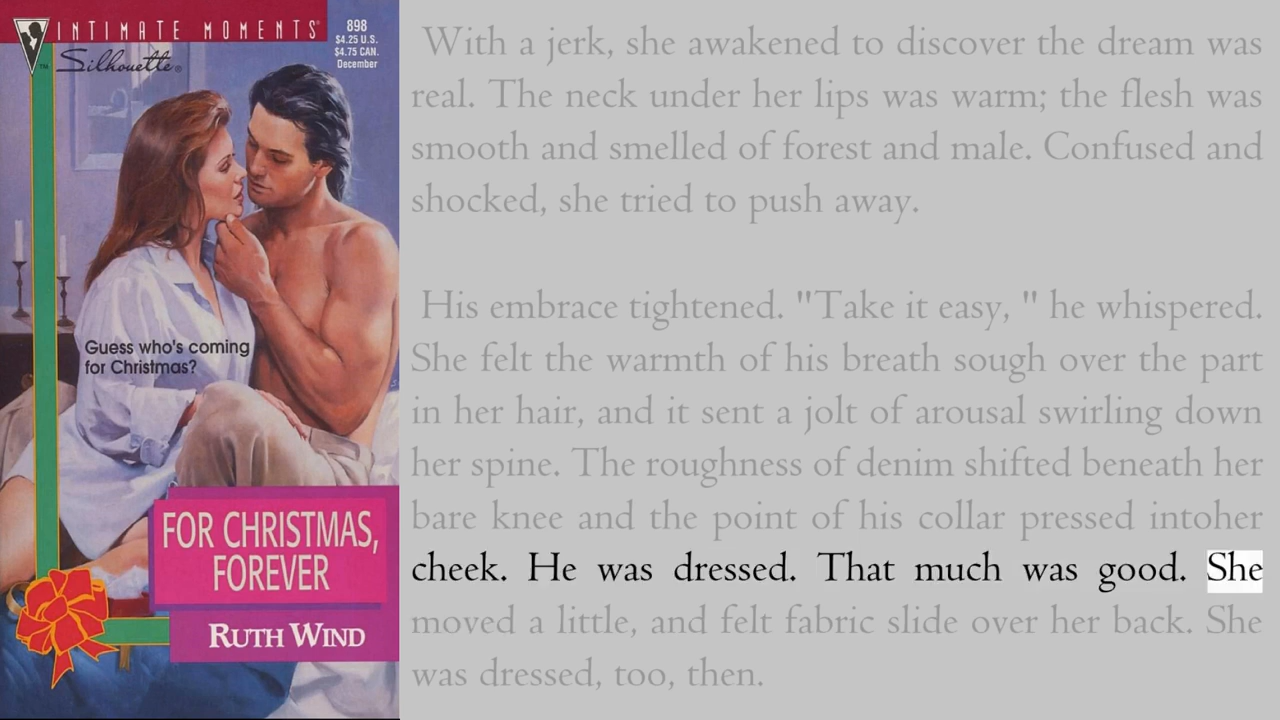 INTIMATE MOMENTS®
898
$4.25 U.S.
$4.75 CAN.
December
TM
Silhouette®
Guess who's coming
for Christmas?
FOR CHRISTMAS,
FOREVER
RUTH WIND
With a jerk, she awakened to discover the dream was
real. The neck under her lips was warm; the flesh was
smooth and smelled of forest and male. Confused and
shocked, she tried to push away.
His embrace tightened. "Take it easy, " he whispered.
She felt the warmth of his breath sough over the part
in her hair, and it sent a jolt of arousal swirling down
her spine. The roughness of denim shifted beneath her
bare knee and the point of his collar pressed intoher
cheek. He was dressed. That much was good. She
moved a little, and felt fabric slide over her back. She
was dressed, too, then.